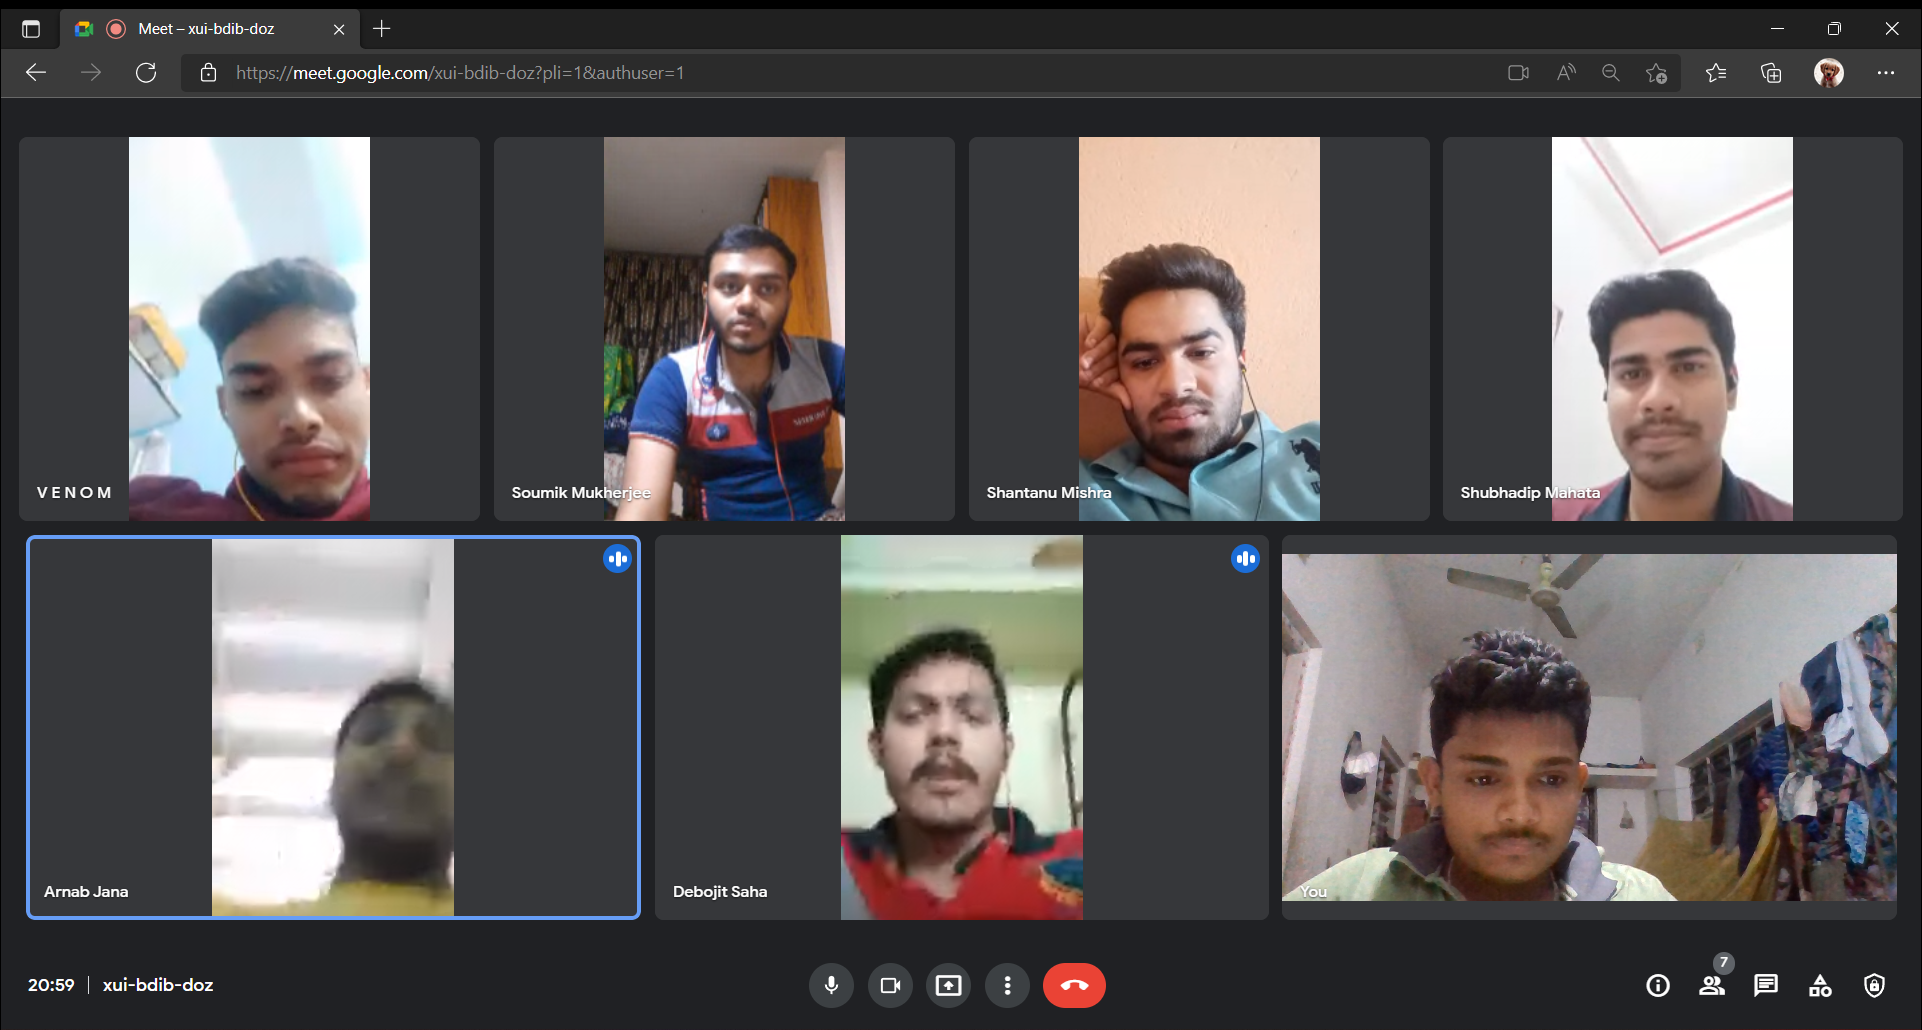 Meet – xui-bdib-doz
https://meet.google.com/xui-bdib-doz?pli=1&authuser=1
V E N O M
Soumik Mukherjee
Shantanu Mishra
Shubhadip Mahata
Arnab Jana
Debojit Saha
You
20:59 | xui-bdib-doz
7